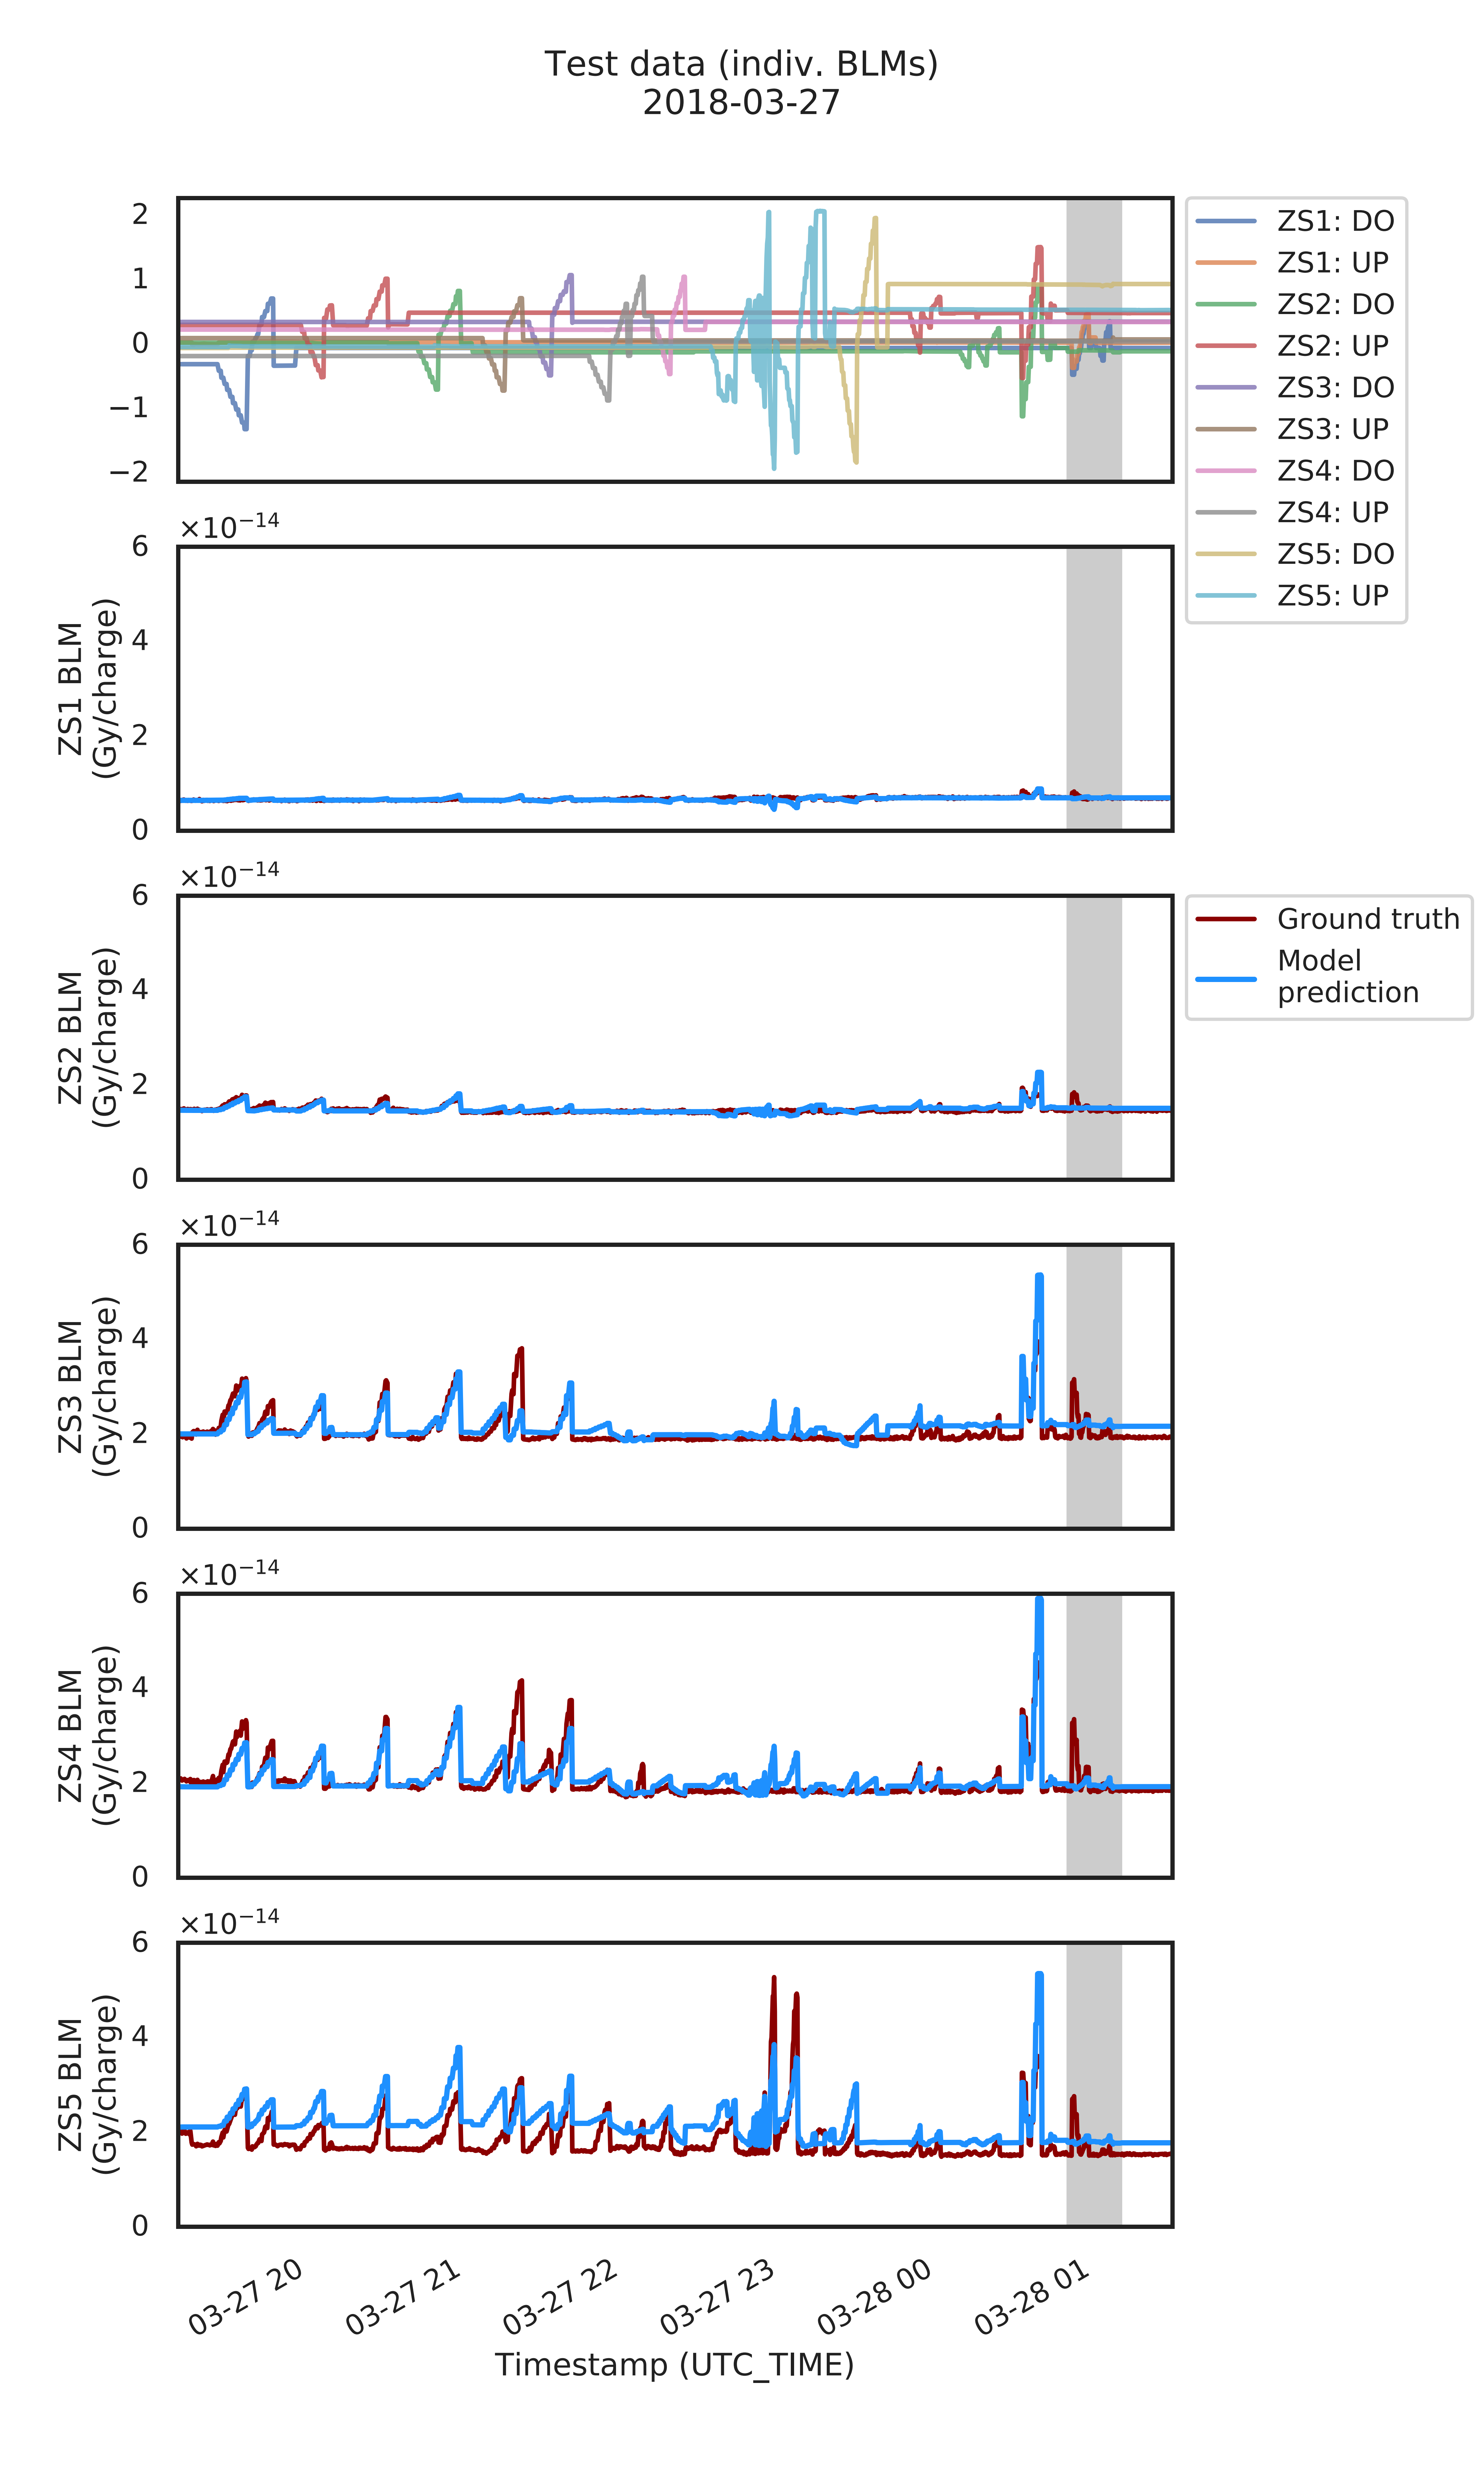 Test data (indiv. BLMs)
2018-03-27
2
1
0
−1
−2
ZS1: DO
ZS1: UP
ZS2: DO
ZS2: UP
ZS3: DO
ZS3: UP
ZS4: DO
ZS4: UP
ZS5: DO
ZS5: UP
×10⁻¹⁴
6
4
2
0
ZS1 BLM
(Gy/charge)
×10⁻¹⁴
6
4
2
0
ZS2 BLM
(Gy/charge)
Ground truth
Model
prediction
×10⁻¹⁴
6
4
2
0
ZS3 BLM
(Gy/charge)
×10⁻¹⁴
6
4
2
0
ZS4 BLM
(Gy/charge)
×10⁻¹⁴
6
4
2
0
ZS5 BLM
(Gy/charge)
03-27 20
03-27 21
03-27 22
03-27 23
03-28 00
03-28 01
Timestamp (UTC_TIME)